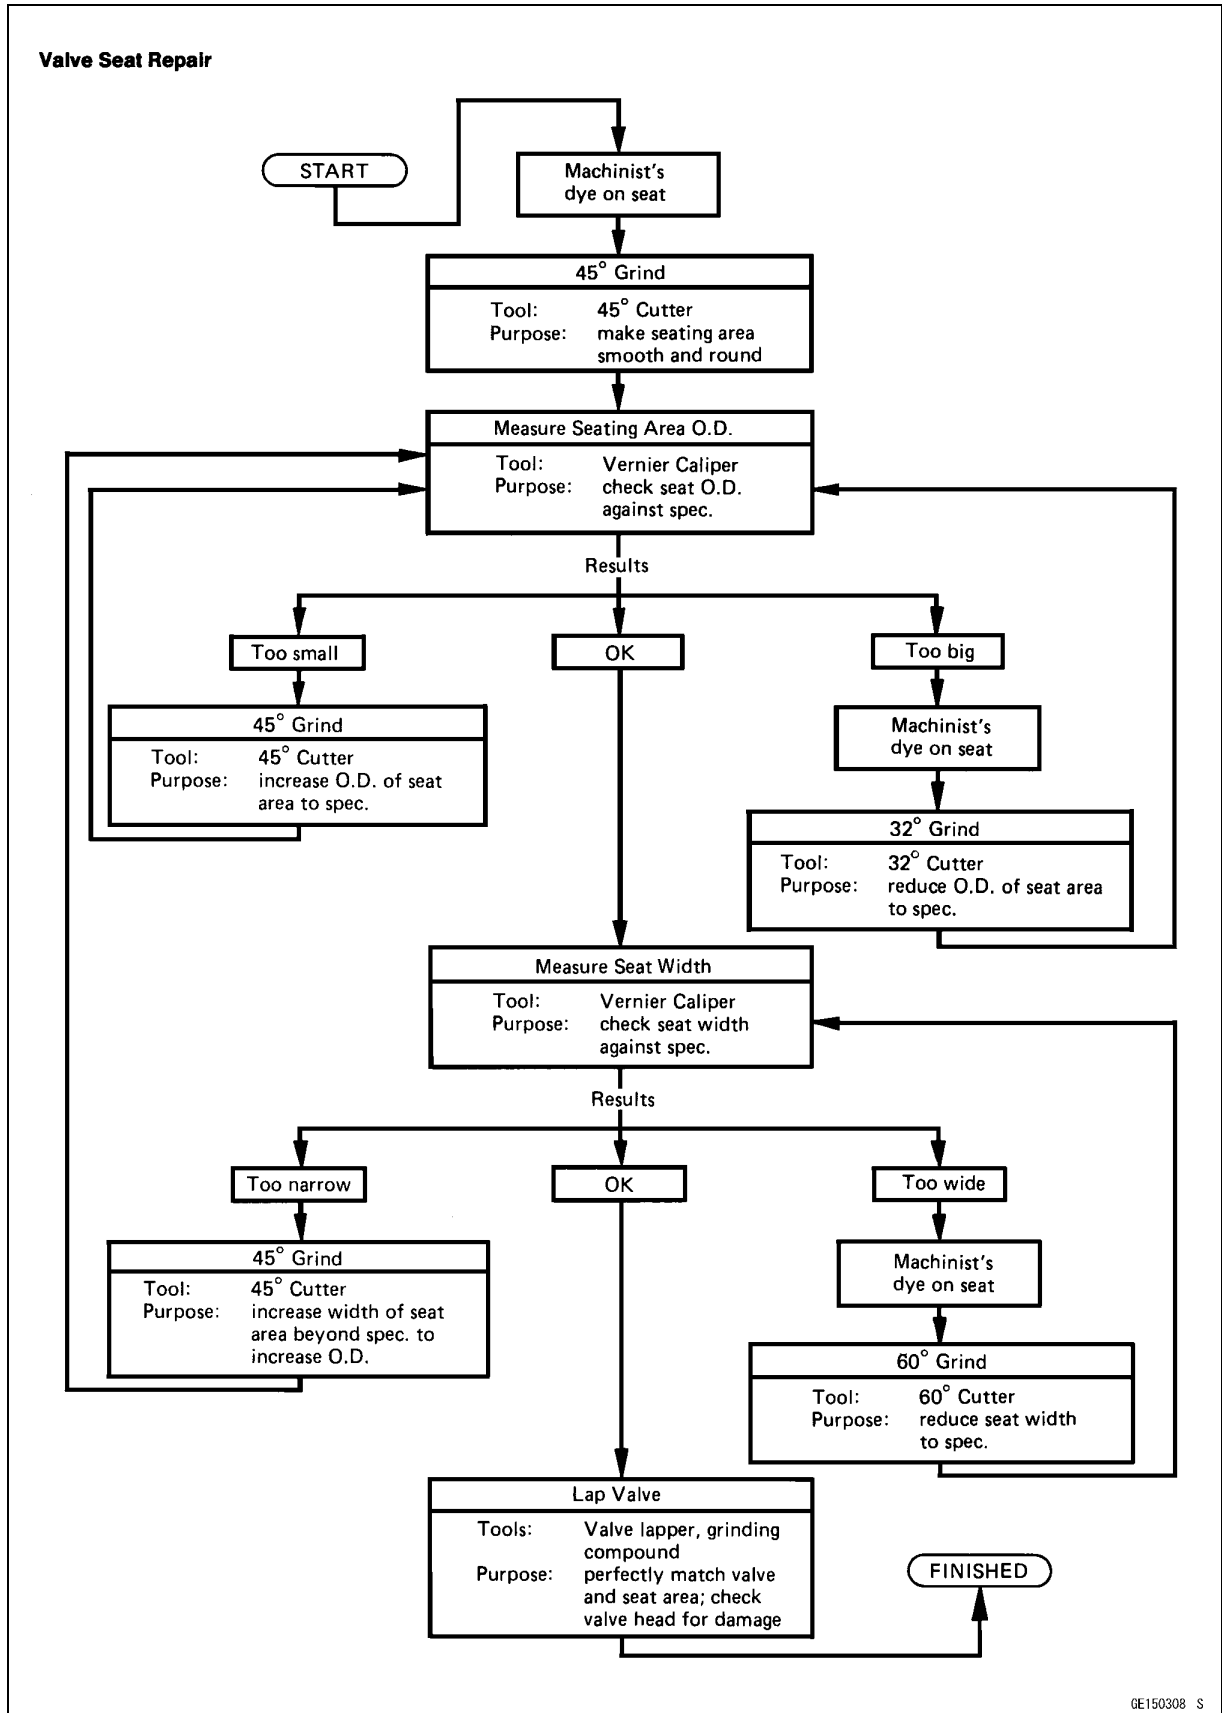 Valve Seat Repair
START
Machinist's
dye on seat
45° Grind
Tool: 45° Cutter
Purpose: make seating area
smooth and round
Measure Seating Area O.D.
Tool: Vernier Caliper
Purpose: check seat O.D.
against spec.
Results
Too small
OK
Too big
45° Grind
Tool: 45° Cutter
Purpose: increase O.D. of seat
area to spec.
Machinist's
dye on seat
32° Grind
Tool: 32° Cutter
Purpose: reduce O.D. of seat area
to spec.
Measure Seat Width
Tool: Vernier Caliper
Purpose: check seat width
against spec.
Results
Too narrow
OK
Too wide
45° Grind
Tool: 45° Cutter
Purpose: increase width of seat
area beyond spec. to
increase O.D.
Machinist's
dye on seat
60° Grind
Tool: 60° Cutter
Purpose: reduce seat width
to spec.
Lap Valve
Tools: Valve lapper, grinding
compound
Purpose: perfectly match valve
and seat area; check
valve head for damage
FINISHED
GE150308 S